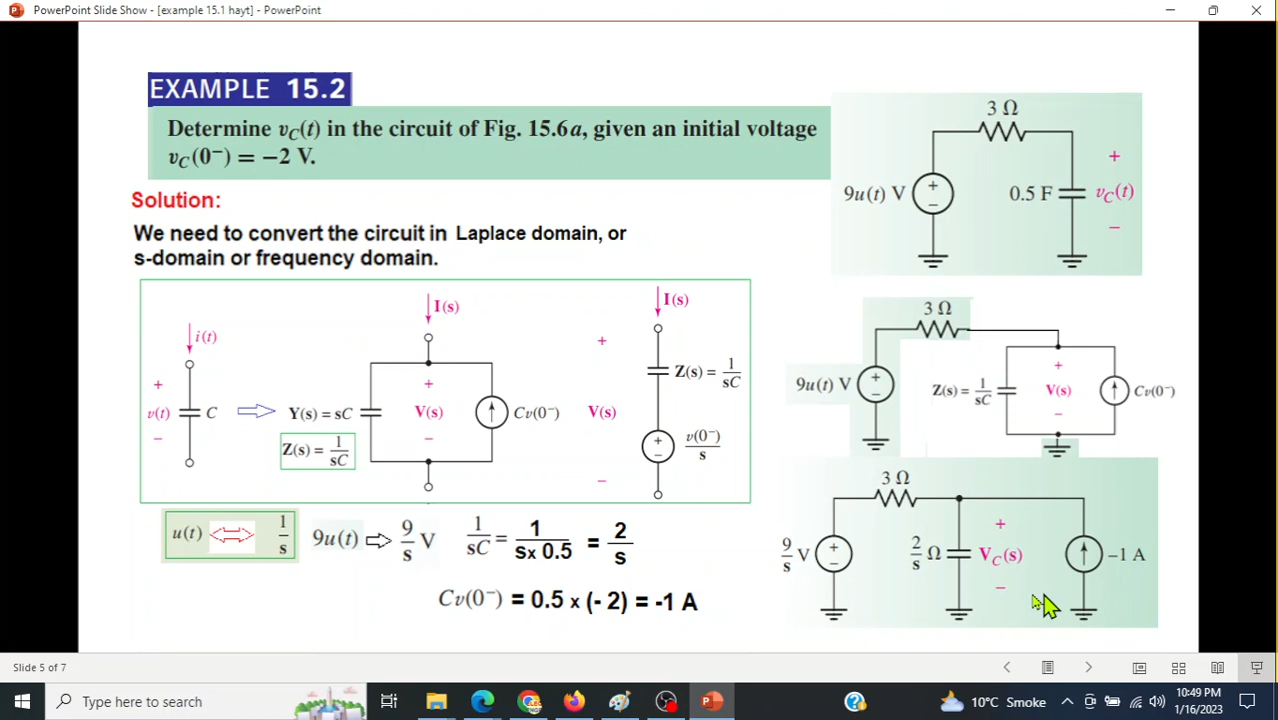 PowerPoint Slide Show - [example 15.1 hayt] - PowerPoint
EXAMPLE 15.2
Determine vC(t) in the circuit of Fig. 15.6a, given an initial voltage
vC(0−) = −2 V.
Solution:
We need to convert the circuit in Laplace domain, or
s-domain or frequency domain.
i(t)
+
v(t)
−
C
I(s)
Y(s) = sC
Z(s) = 1/sC
+
V(s)
−
Cv(0−)
I(s)
+
V(s)
−
Z(s) = 1/sC
+
−
v(0−)/s
u(t) ⇔ 1/s
9u(t) ⇨ 9/s V
1/sC = 1/sx 0.5 = 2/s
Cv(0−) = 0.5 x (- 2) = -1 A
3 Ω
9u(t) V
+
−
0.5 F
+
vC(t)
−
3 Ω
9u(t) V
+
−
Z(s) = 1/sC
+
V(s)
−
Cv(0−)
3 Ω
9/s V
+
−
2/s Ω
+
VC(s)
−
−1 A
Slide 5 of 7
Type here to search
10°C Smoke
10:49 PM
1/16/2023